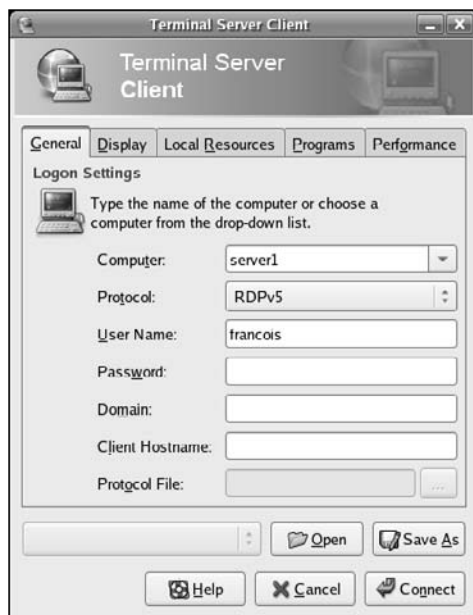 Terminal Server Client
Terminal Server
Client
General Display Local Resources Programs Performance
Logon Settings
Type the name of the computer or choose a
computer from the drop-down list.
Computer: server1
Protocol: RDPv5
User Name: francois
Password:
Domain:
Client Hostname:
Protocol File: ...
Open Save As
Help Cancel Connect